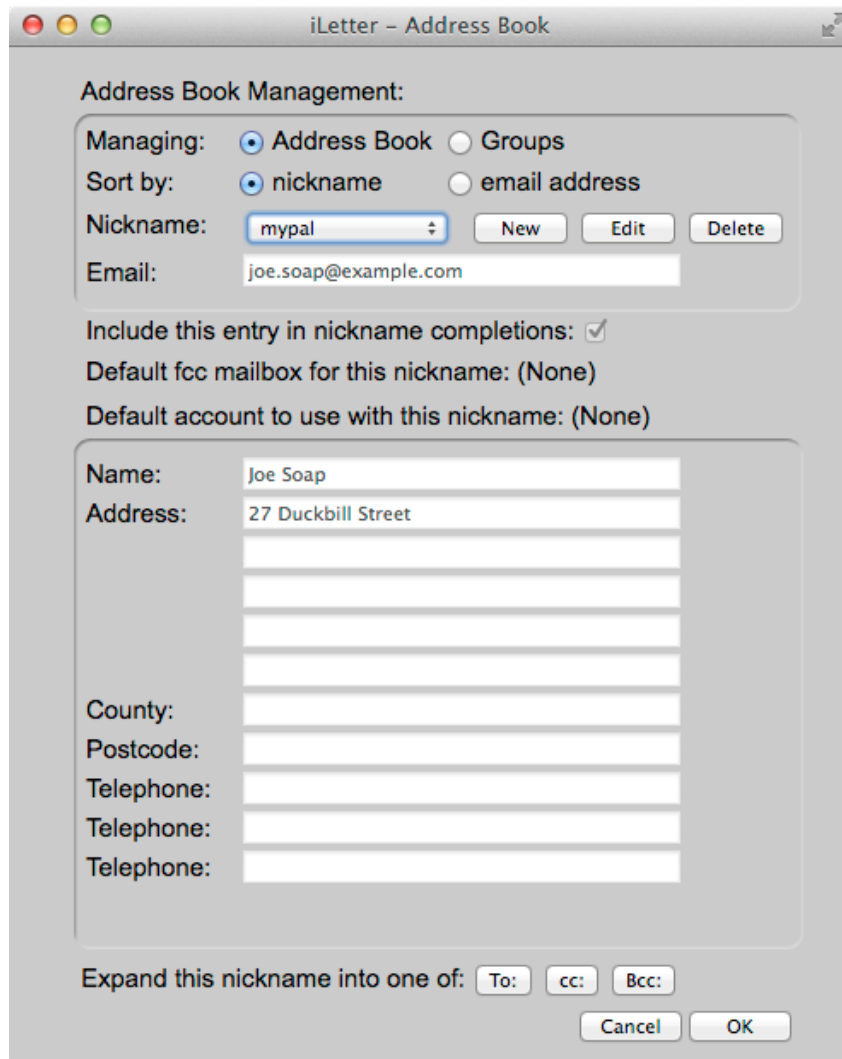 iLetter – Address Book
Address Book Management:
Managing: Address Book Groups
Sort by: nickname email address
Nickname: mypal New Edit Delete
Email: joe.soap@example.com
Include this entry in nickname completions:
Default fcc mailbox for this nickname: (None)
Default account to use with this nickname: (None)
Name: Joe Soap
Address: 27 Duckbill Street
County:
Postcode:
Telephone:
Telephone:
Telephone:
Expand this nickname into one of: To: cc: Bcc:
Cancel OK